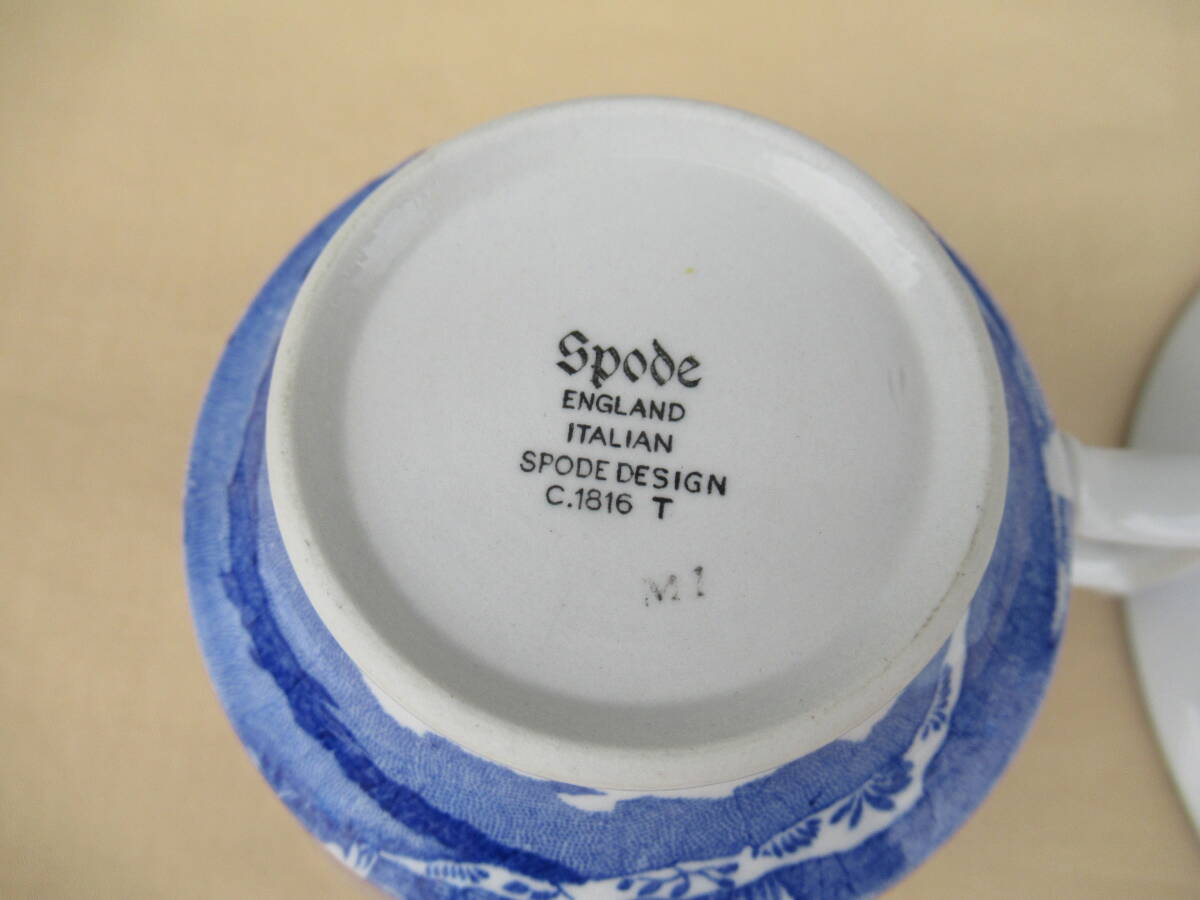 Spode
ENGLAND
ITALIAN
SPODE DESIGN
C.1816 T
M1